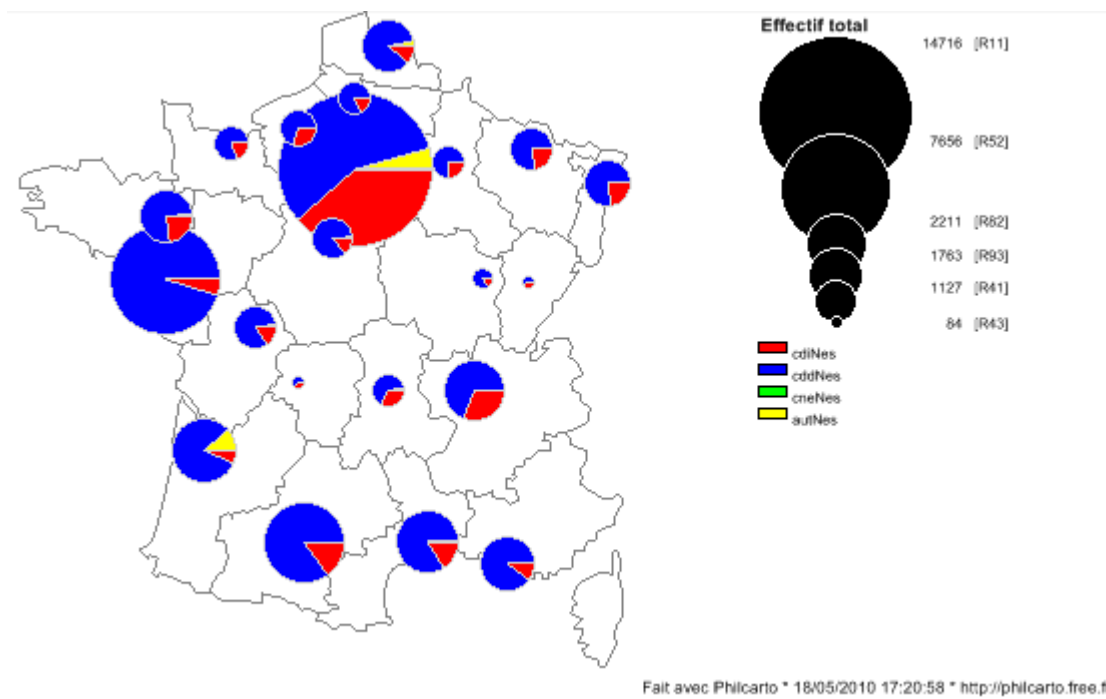 Effectif total
14716 [R11]
7656 [R52]
2211 [R82]
1763 [R93]
1127 [R41]
84 [R43]
cdiNes
cddNes
cneNes
autNes
Fait avec Philcarto * 18/05/2010 17:20:58 * http://philcarto.free.f